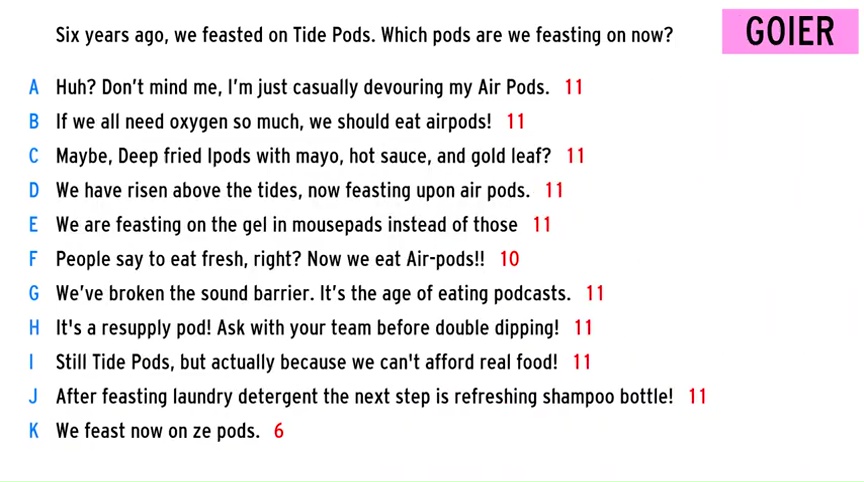 Six years ago, we feasted on Tide Pods. Which pods are we feasting on now?
GOIER
A Huh? Don't mind me, I'm just casually devouring my Air Pods. 11
B If we all need oxygen so much, we should eat airpods! 11
C Maybe, Deep fried Ipods with mayo, hot sauce, and gold leaf? 11
D We have risen above the tides, now feasting upon air pods. 11
E We are feasting on the gel in mousepads instead of those 11
F People say to eat fresh, right? Now we eat Air-pods!! 10
G We've broken the sound barrier. It's the age of eating podcasts. 11
H It's a resupply pod! Ask with your team before double dipping! 11
I Still Tide Pods, but actually because we can't afford real food! 11
J After feasting laundry detergent the next step is refreshing shampoo bottle! 11
K We feast now on ze pods. 6